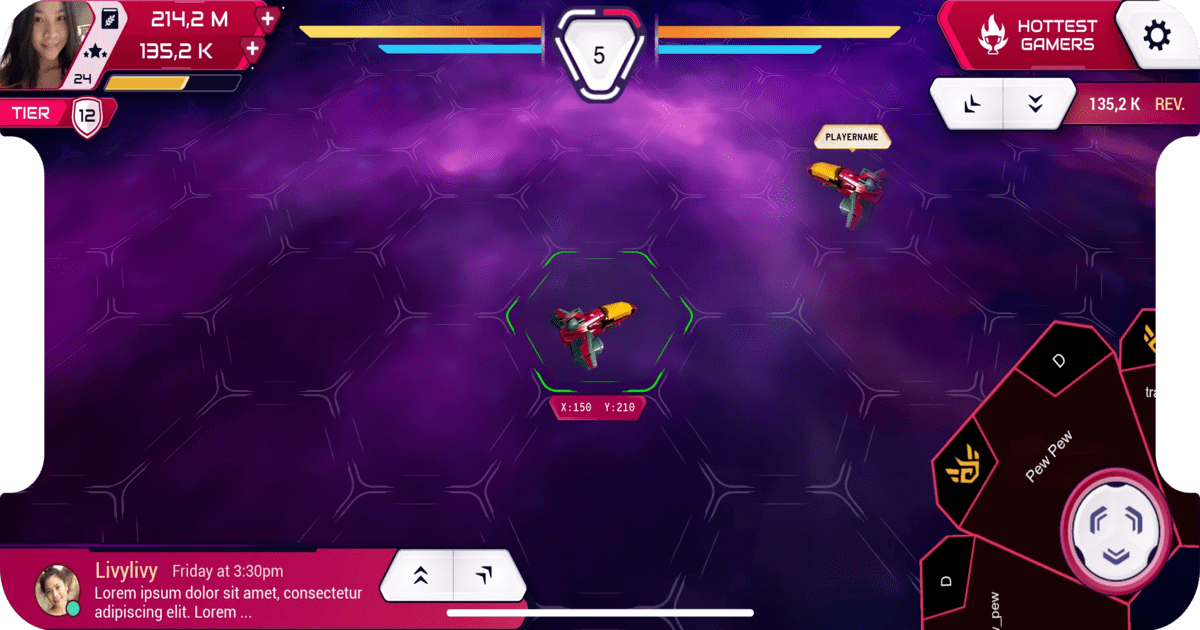 214,2 M
135,2 K
24
TIER
12
5
HOTTEST
GAMERS
135,2 K REV.
PLAYERNAME
X:150 Y:210
D
Pew Pew
D
Livylivy Friday at 3:30pm
Lorem ipsum dolor sit amet, consectetur
adipiscing elit. Lorem ...